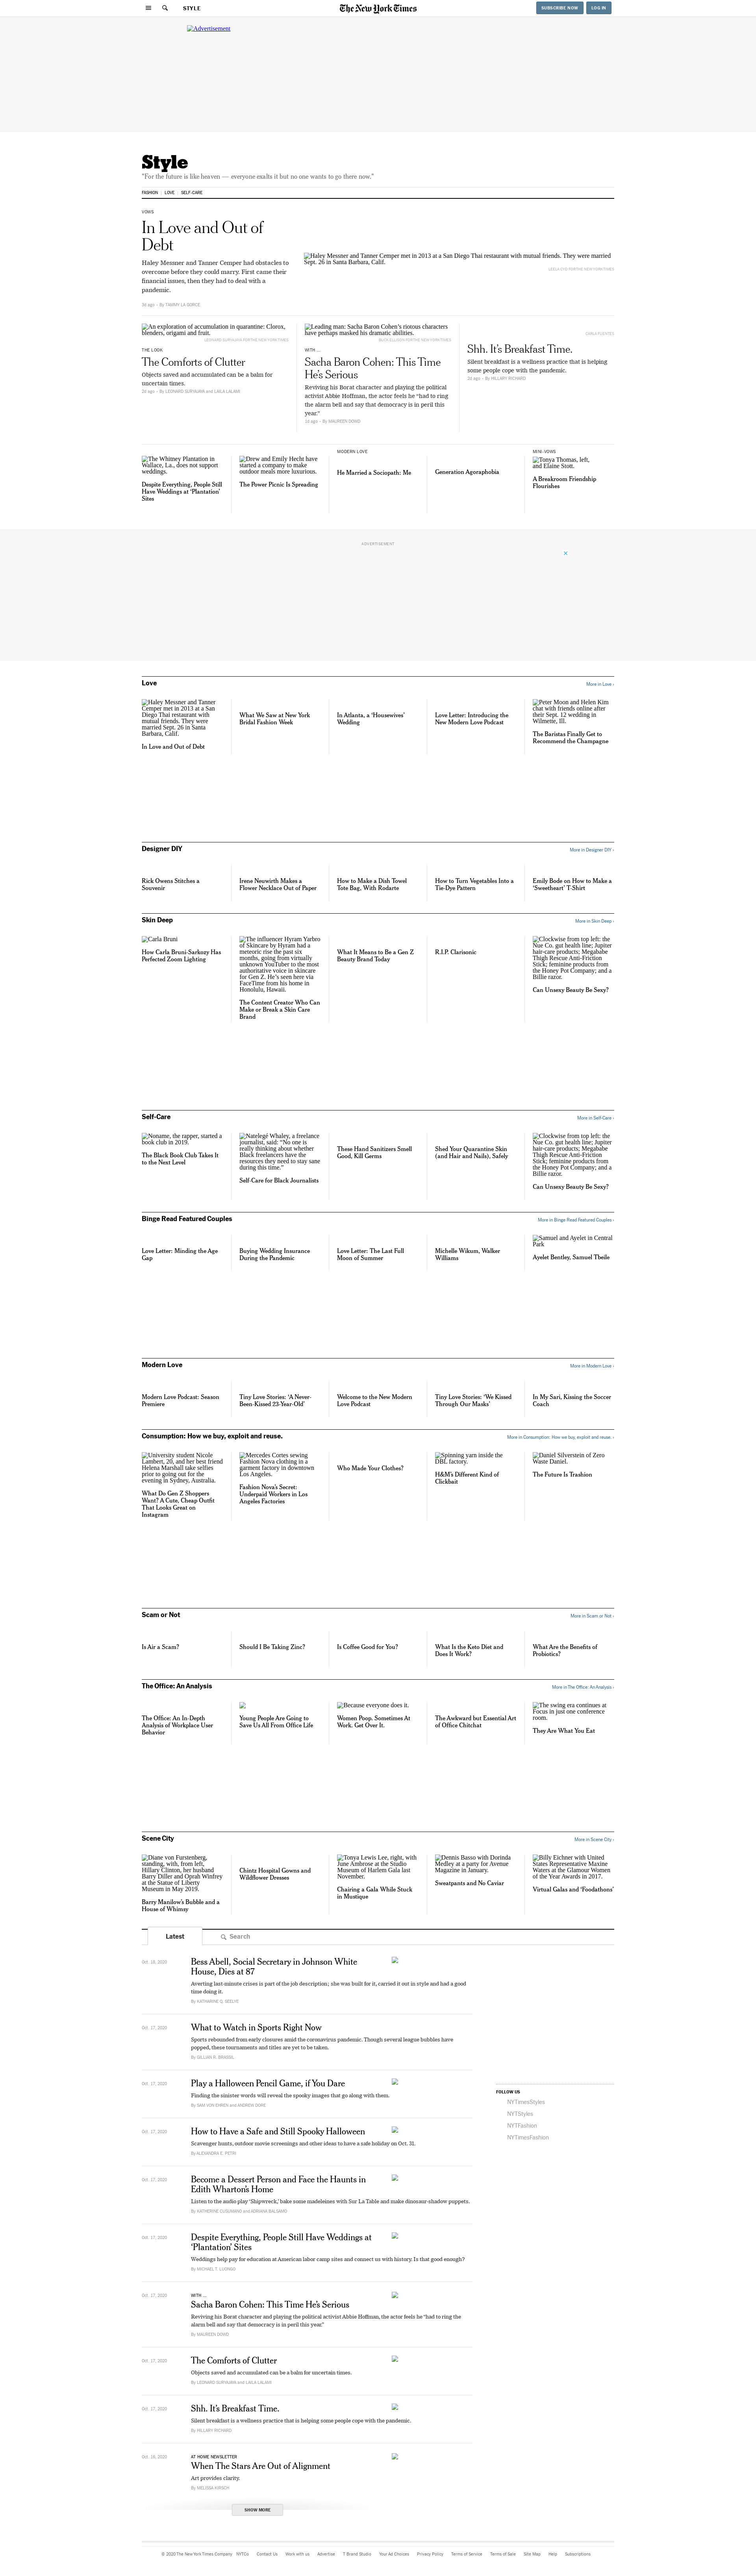 STYLE
The New York Times
SUBSCRIBE NOW
LOG IN
Advertisement
Style
"For years is like heaven — everyone exalts it but no one wants to go there now."
FASHION
LOVE
SELF-CARE
VOWS
In Love and Out of
Debt
Haley Messner and Tanner Cemper had obstacles to
overcome before they could marry. First came their
financial issues, then they had to deal with a
pandemic.
By TAMMY LA GORCE
Haley Messner and Tanner Cemper met in 2013 at a San Diego Thai restaurant with mutual friends. They were married
Sept. 26 in Santa Barbara, Calif.
An exploration of accumulation in quarantine: Clorox,
blenders, origami and fruit.
THE LOOK
The Comforts of Clutter
Objects saved and accumulated can be a balm for
uncertain times.
2d ago · By LEONARD SURYAJAYA and LAILA LALAMI
Leading man: Sacha Baron Cohen's riotous characters
have perhaps masked his dramatic abilities.
WITH ...
Sacha Baron Cohen: This Time
He's Serious
Reviving his Borat character and playing the political
activist Abbie Hoffman, the actor feels he "had to ring
the alarm bell and say that democracy is in peril this
year."
2d ago · By MAUREEN DOWD
Shh. It's Breakfast Time.
Silent breakfast is a wellness practice that is helping
some people cope with the pandemic.
2d ago · By HILLARY RICHARD
The Whitney Plantation in
Wallace, La., does not support
weddings.
Despite Everything, People Still
Have Weddings at 'Plantation'
Sites
Drew and Emily Hecht have
started a company to make
outdoor meals more luxurious.
The Power Picnic Is Spreading
MODERN LOVE
He Married a Sociopath: Me
Generation Agoraphobia
MINI-VOWS
Tonya Thomas, left,
and Elaine Stott.
A Breakroom Friendship
Flourishes
ADVERTISEMENT
Love
More in Love ›
Haley Messner and Tanner
Cemper met in 2013 at a San
Diego Thai restaurant with
mutual friends. They were
married Sept. 26 in Santa
Barbara, Calif.
In Love and Out of Debt
What We Saw at New York
Bridal Fashion Week
In Atlanta, a 'Housewives'
Wedding
Love Letter: Introducing the
New Modern Love Podcast
Peter Moon and Helen Kim
chat with friends online after
their Sept. 12 wedding in
Wilmette, Ill.
The Baristas Finally Get to
Recommend the Champagne
Designer DIY
More in Designer DIY ›
Rick Owens Stitches a
Souvenir
Irene Neuwirth Makes a
Flower Necklace Out of Paper
How to Make a Dish Towel
Tote Bag, With Rodarte
How to Turn Vegetables Into a
Tie-Dye Pattern
Emily Bode on How to Make a
'Sweetheart' T-Shirt
Skin Deep
More in Skin Deep ›
Carla Bruni
How Carla Bruni-Sarkozy Has
Perfected Zoom Lighting
The influencer Hyram Yarbro
of Skincare by Hyram had a
meteoric rise the past six
months, going from virtually
unknown YouTuber to the most
authoritative voice in skincare
for Gen Z. He's seen here via
FaceTime from his home in
Honolulu, Hawaii.
The Content Creator Who Can
Make or Break a Skin Care
Brand
What It Means to Be a Gen Z
Beauty Brand Today
R.I.P. Clarisonic
Clockwise from top left: the
Nue Co. gut health line; Jupiter
hair-care products; Megababe
Thigh Rescue Anti-Friction
Stick; feminine products from
the Honey Pot Company; and a
Billie razor.
Can Unsexy Beauty Be Sexy?
Self-Care
More in Self-Care ›
Noname, the rapper, started a
book club in 2019.
The Black Book Club Takes It
to the Next Level
Natelegé Whaley, a freelance
journalist, said: "No one is
really thinking about whether
Black freelancers have the
resources they need to stay sane
during this time."
Self-Care for Black Journalists
These Hand Sanitizers Smell
Good, Kill Germs
Shed Your Quarantine Skin
(and Hair and Nails), Safely
Clockwise from top left: the
Nue Co. gut health line; Jupiter
hair-care products; Megababe
Thigh Rescue Anti-Friction
Stick; feminine products from
the Honey Pot Company; and a
Billie razor.
Can Unsexy Beauty Be Sexy?
Binge Read Featured Couples
More in Binge Read Featured Couples ›
Love Letter: Minding the Age
Gap
Buying Wedding Insurance
During the Pandemic
Love Letter: The Last Full
Moon of Summer
Michelle Wikum, Walker
Williams
Samuel and Ayelet in Central
Park
Ayelet Bentley, Samuel Tbeile
Modern Love
More in Modern Love ›
Modern Love Podcast: Season
Premiere
Tiny Love Stories: 'A Never-
Been-Kissed 23-Year-Old'
Welcome to the New Modern
Love Podcast
Tiny Love Stories: 'We Kissed
Through Our Masks'
In My Sari, Kissing the Soccer
Coach
Consumption: How we buy, exploit and reuse.
More in Consumption: How we buy, exploit and reuse. ›
University student Nicole
Lambert, 20, and her best friend
Helena Marshall take selfies
prior to going out for the
evening in Sydney, Australia.
What Do Gen Z Shoppers
Want? A Cute, Cheap Outfit
That Looks Great on
Instagram
Mercedes Cortes sewing
Fashion Nova clothing in a
garment factory in downtown
Los Angeles.
Fashion Nova's Secret:
Underpaid Workers in Los
Angeles Factories
Who Made Your Clothes?
Spinning yarn inside the
DBL factory.
H&M's Different Kind of
Clickbait
Daniel Silverstein of Zero
Waste Daniel.
The Future Is Trashion
Scam or Not
More in Scam or Not ›
Is Air a Scam?
Should I Be Taking Zinc?
Is Coffee Good for You?
What Is the Keto Diet and
Does It Work?
What Are the Benefits of
Probiotics?
The Office: An Analysis
More in The Office: An Analysis ›
The Office: An In-Depth
Analysis of Workplace User
Behavior
Young People Are Going to
Save Us All From Office Life
Because everyone does it.
Women Poop. Sometimes At
Work. Get Over It.
The Awkward but Essential Art
of Office Chitchat
The swing era continues at
Focus in just one conference
room.
They Are What You Eat
Scene City
More in Scene City ›
Diane von Furstenberg,
standing, with, from left,
Hillary Clinton, her husband
Barry Diller and Oprah Winfrey
at the Statue of Liberty
Museum in May 2019.
Barry Manilow's Bubble and a
House of Whimsy
Chintz Hospital Gowns and
Wildflower Dresses
Tonya Lewis Lee, right, with
June Ambrose at the Studio
Museum of Harlem Gala last
November.
Chairing a Gala While Stuck
in Mustique
Dennis Basso with Dorinda
Medley at a party for Avenue
Magazine in January.
Sweatpants and No Caviar
Billy Eichner with United
States Representative Maxine
Waters at the Glamour Women
of the Year Awards in 2017.
Virtual Galas and 'Foodathons'
Latest
Search
Oct. 18, 2020
Bess Abell, Social Secretary in Johnson White
House, Dies at 87
Averting last-minute crises is part of the job description; she was built for it, carried it out in style and had a good
time doing it.
By KATHARINE Q. SEELYE
Oct. 17, 2020
What to Watch in Sports Right Now
Sports rebounded from early closures amid the coronavirus pandemic. Though several league bubbles have
popped, these tournaments and titles are yet to be taken.
By GILLIAN R. BRASSIL
Oct. 17, 2020
Play a Halloween Pencil Game, if You Dare
Finding the sinister words will reveal the spooky images that go along with them.
By SAM VON EHREN and ANDREW DORE
Oct. 17, 2020
How to Have a Safe and Still Spooky Halloween
Scavenger hunts, outdoor movie screenings and other ideas to have a safe holiday on Oct. 31.
By ALEXANDRA E. PETRI
Oct. 17, 2020
Become a Dessert Person and Face the Haunts in
Edith Wharton's Home
Listen to the audio play 'Shipwreck,' bake some madeleines with Sur La Table and make dinosaur-shadow puppets.
By KATHERINE CUSUMANO and ADRIANA BALSAMO
Oct. 17, 2020
Despite Everything, People Still Have Weddings at
'Plantation' Sites
Weddings help pay for education at American labor camp sites and connect us with history. Is that good enough?
By MICHAEL T. LUONGO
Oct. 17, 2020
WITH ...
Sacha Baron Cohen: This Time He's Serious
Reviving his Borat character and playing the political activist Abbie Hoffman, the actor feels he "had to ring the
alarm bell and say that democracy is in peril this year."
By MAUREEN DOWD
Oct. 17, 2020
The Comforts of Clutter
Objects saved and accumulated can be a balm for uncertain times.
By LEONARD SURYAJAYA and LAILA LALAMI
Oct. 17, 2020
Shh. It's Breakfast Time.
Silent breakfast is a wellness practice that is helping some people cope with the pandemic.
By HILLARY RICHARD
Oct. 16, 2020
AT HOME NEWSLETTER
When The Stars Are Out of Alignment
Art provides clarity.
By MELISSA KIRSCH
SHOW MORE
FOLLOW US
NYTimesStyles
NYTStyles
NYTFashion
NYTimesFashion
© 2020 The New York Times Company
NYTCo
Contact Us
Work with us
Advertise
T Brand Studio
Your Ad Choices
Privacy Policy
Terms of Service
Terms of Sale
Site Map
Help
Subscriptions